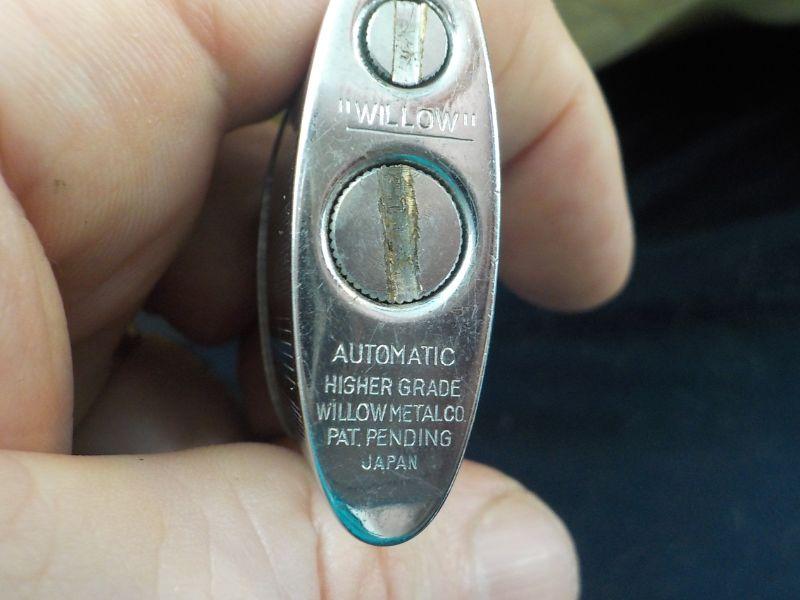 "WILLOW"
AUTOMATIC
HIGHER GRADE
WILLOW METAL CO.
PAT. PENDING
JAPAN